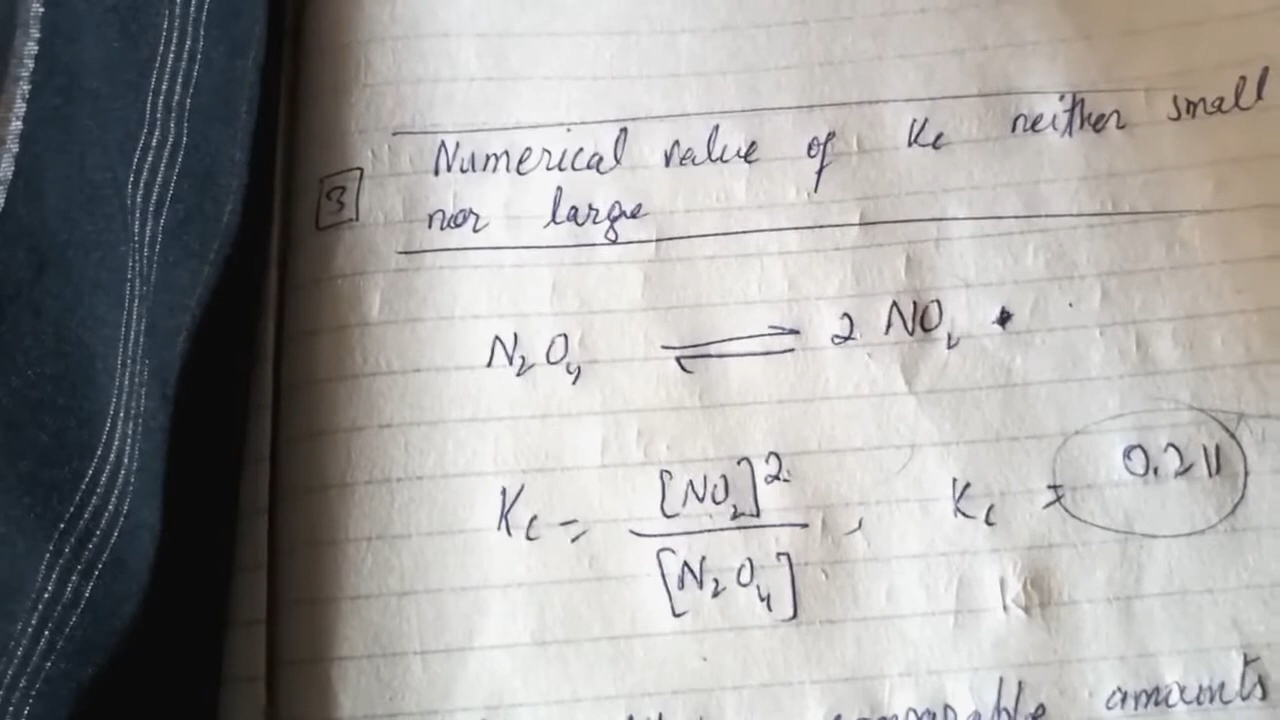 3
Numerical value of Kc neither small
nor large
N₂O₄ ⇌ 2 NO₂
Kc = [NO₂]² / [N₂O₄] , Kc = 0.211
K
comparable amounts